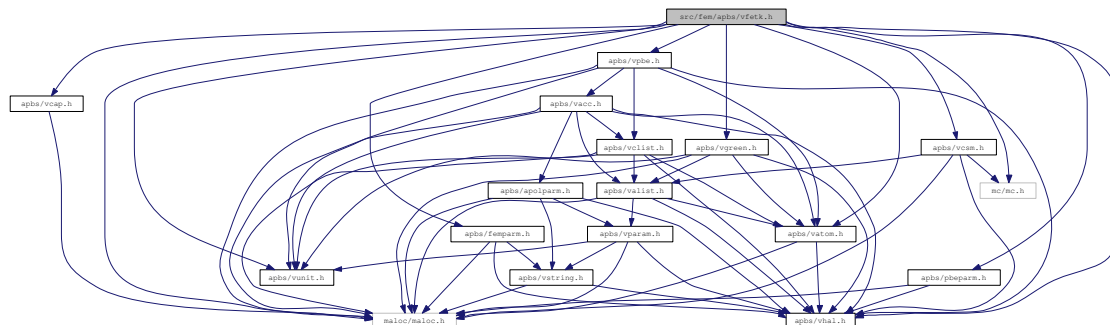 src/fem/apbs/vfetk.h
apbs/vpbe.h
apbs/vcap.h
apbs/vacc.h
apbs/vclist.h
apbs/vgreen.h
apbs/vcsm.h
apbs/apolparm.h
apbs/valist.h
mc/mc.h
apbs/femparm.h
apbs/vparam.h
apbs/vatom.h
apbs/vunit.h
apbs/vstring.h
apbs/pbeparm.h
maloc/maloc.h
apbs/vhal.h